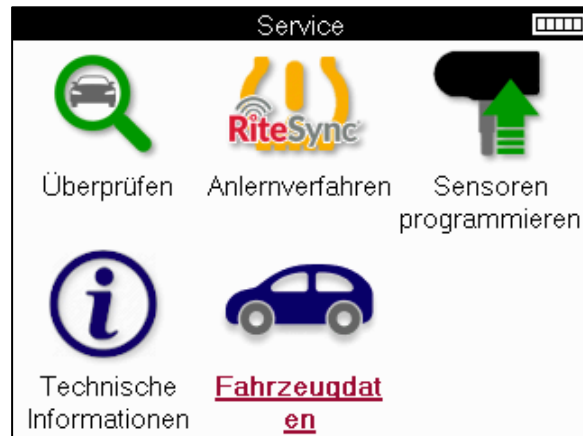 Service
RiteSync
Überprüfen
Anlernverfahren
Sensoren
programmieren
Technische
Informationen
Fahrzeugdat
en